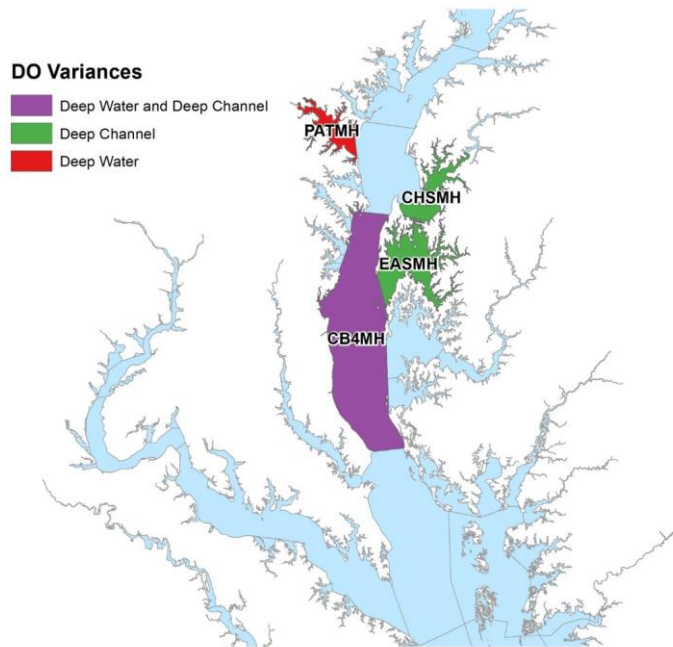 DO Variances
Deep Water and Deep Channel
Deep Channel
Deep Water
PATMH
CHSMH
EASMH
CB4MH